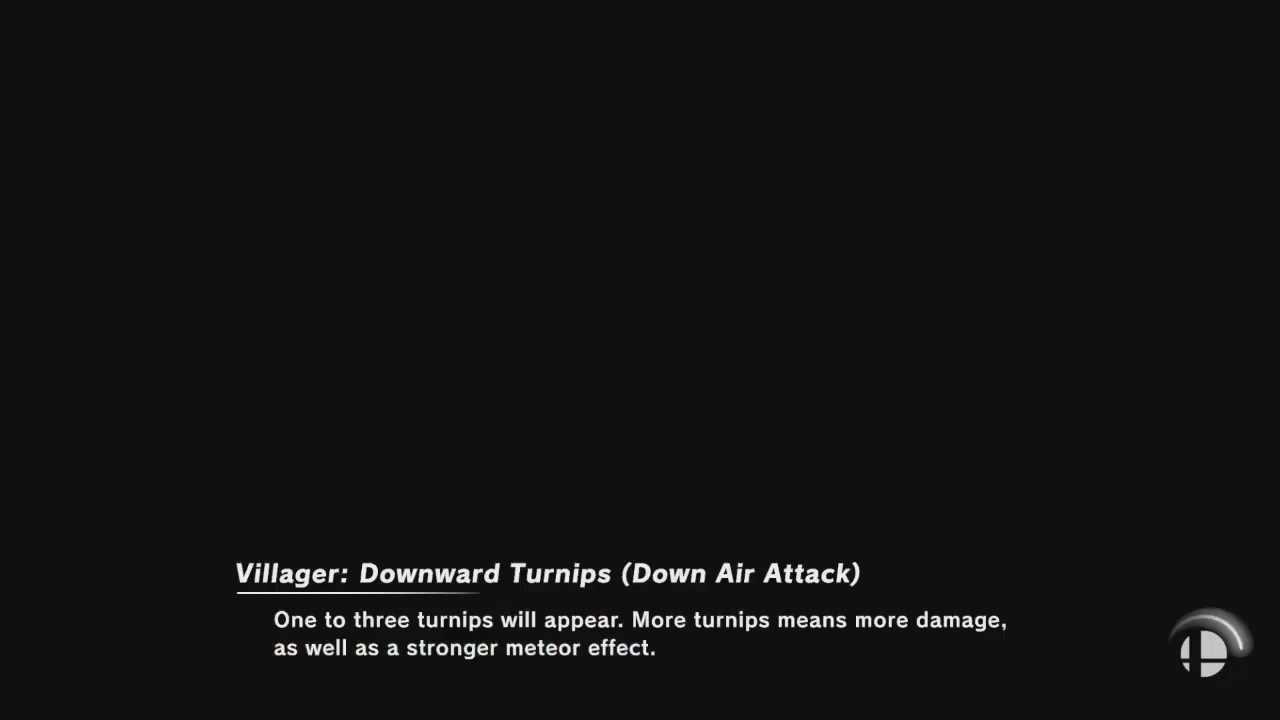 Villager: Downward Turnips (Down Air Attack)
One to three turnips will appear. More turnips means more damage,
as well as a stronger meteor effect.